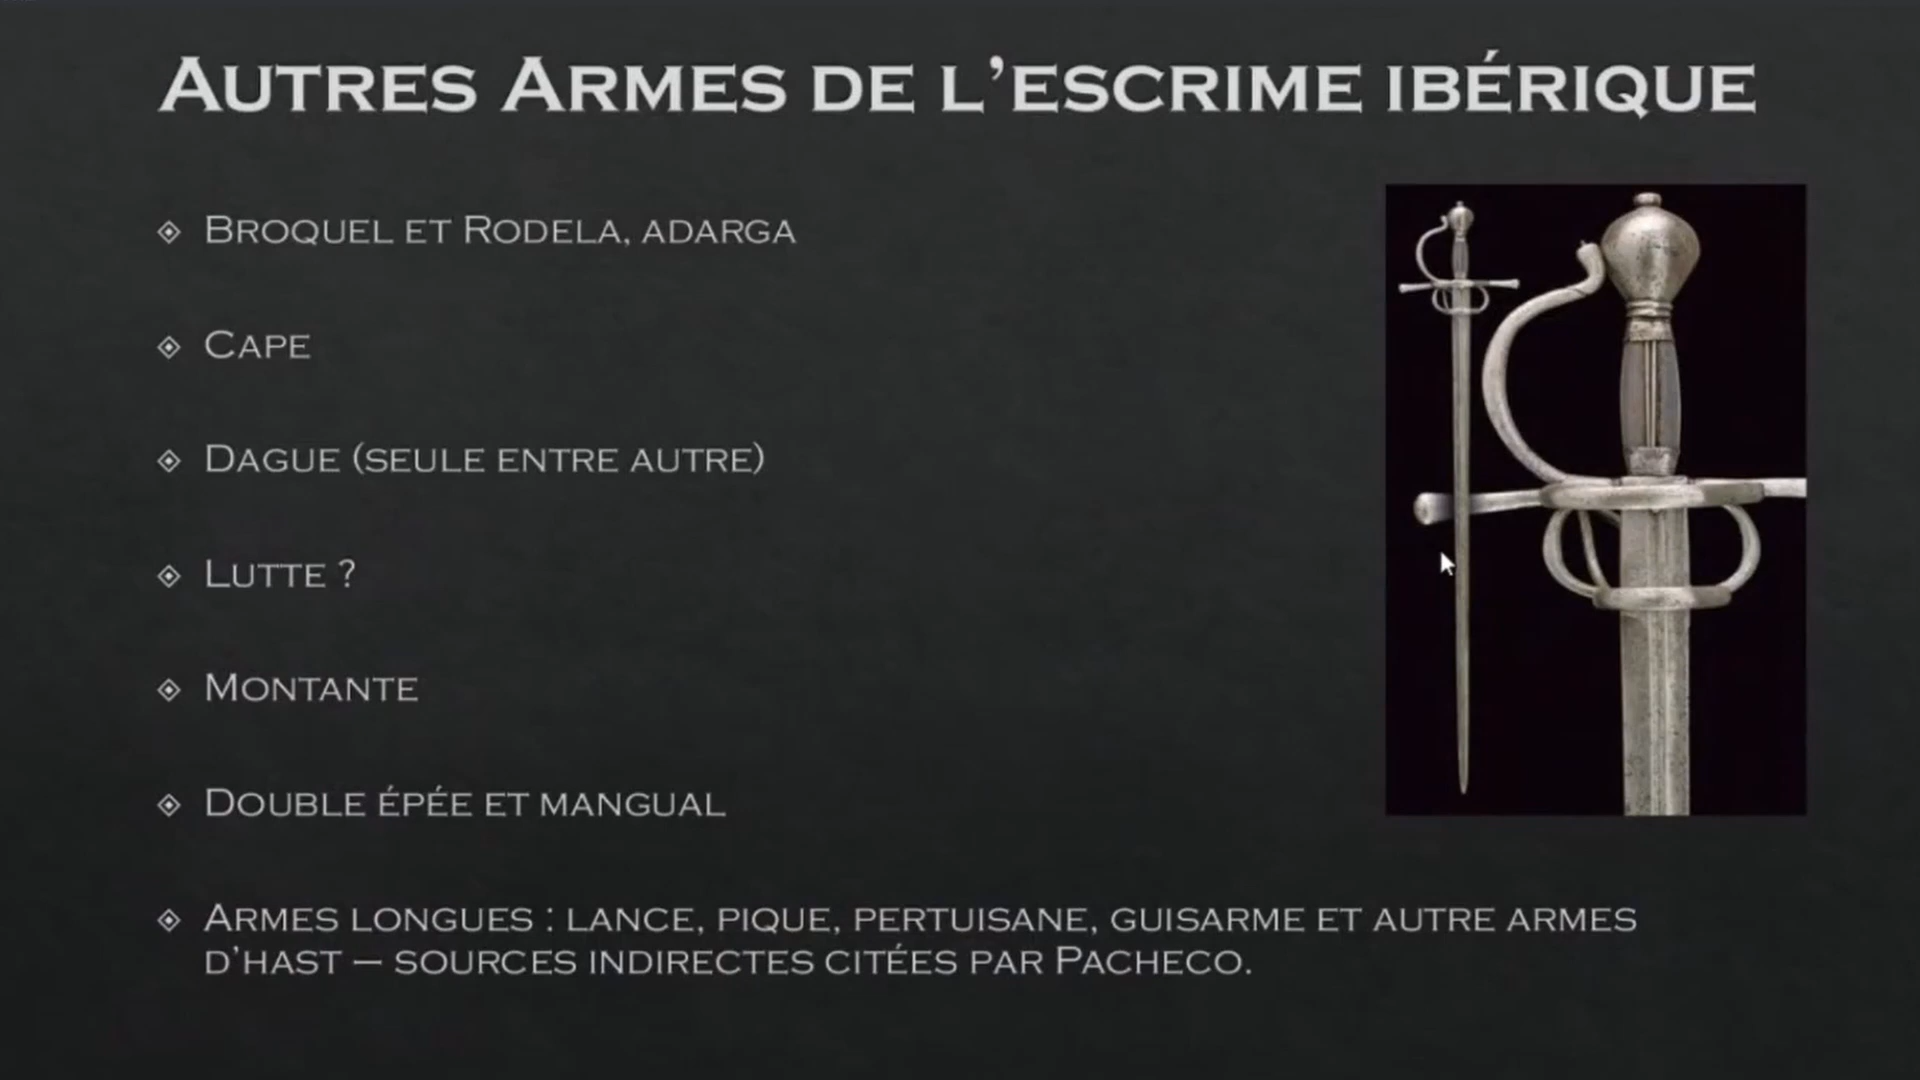 Autres Armes de l’escrime ibérique
Broquel et Rodela, adarga
Cape
Dague (seule entre autre)
Lutte ?
Montante
Double épée et mangual
Armes longues : lance, pique, pertuisane, guisarme et autre armes
d’hast – sources indirectes citées par Pacheco.